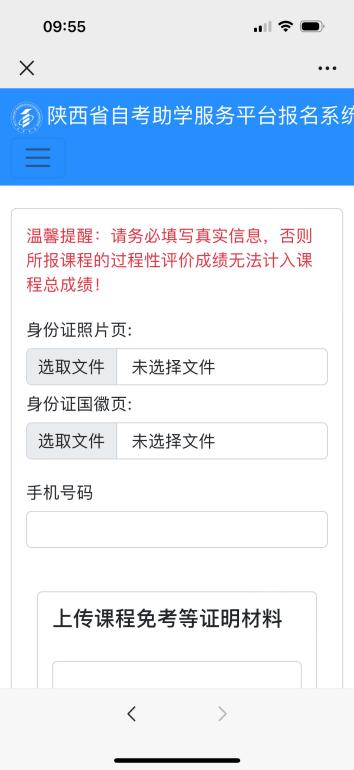 09:55
陕西省自考助学服务平台报名系统
温馨提醒：请务必填写真实信息，否则
所报课程的过程性评价成绩无法计入课
程总成绩！
身份证照片页:
选取文件 未选择文件
身份证国徽页:
选取文件 未选择文件
手机号码
上传课程免考等证明材料